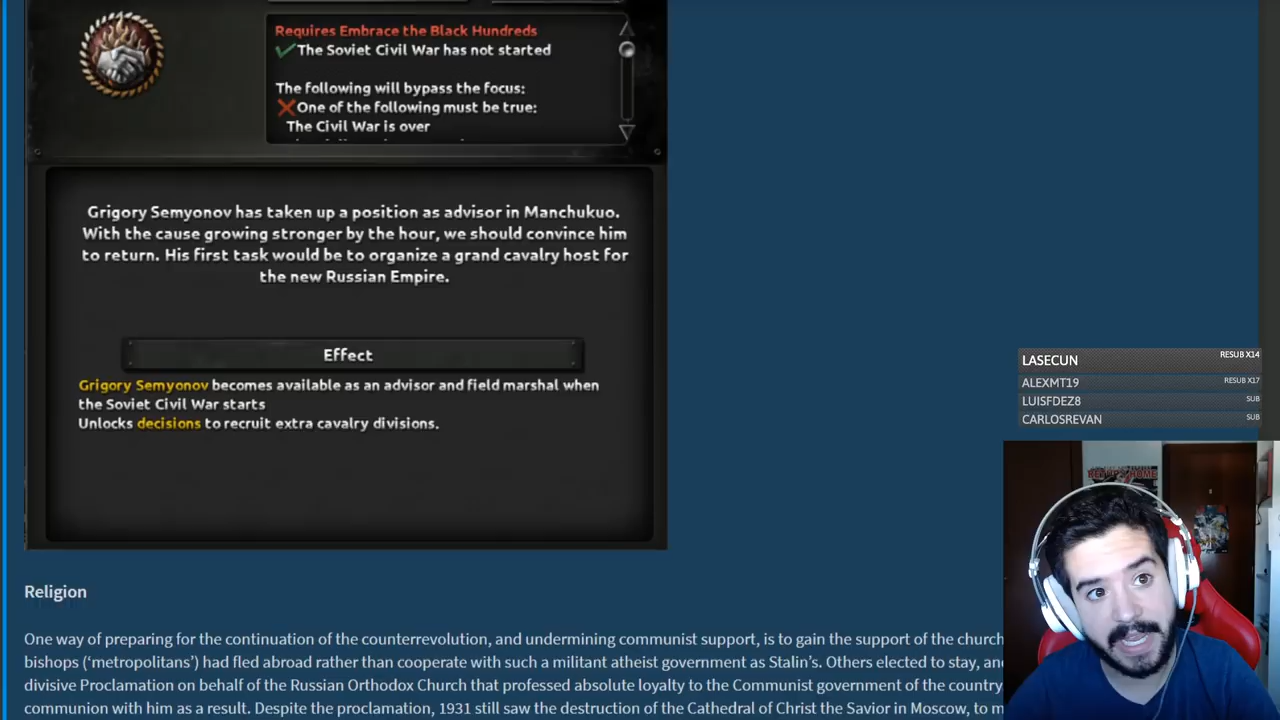 Requires Embrace the Black Hundreds
The Soviet Civil War has not started
The following will bypass the focus:
One of the following must be true:
The Civil War is over
Grigory Semyonov has taken up a position as advisor in Manchukuo.
With the cause growing stronger by the hour, we should convince him
to return. His first task would be to organize a grand cavalry host for
the new Russian Empire.
Effect
Grigory Semyonov becomes available as an advisor and field marshal when
the Soviet Civil War starts
Unlocks decisions to recruit extra cavalry divisions.
LASECUN RESUB X14
ALEXMT19 RESUB X17
LUISFDEZ8 SUB
CARLOSREVAN SUB
Religion
One way of preparing for the continuation of the counterrevolution, and undermining communist support, is to gain the support of the church
bishops (‘metropolitans’) had fled abroad rather than cooperate with such a militant atheist government as Stalin’s. Others elected to stay, and
divisive Proclamation on behalf of the Russian Orthodox Church that professed absolute loyalty to the Communist government of the country
communion with him as a result. Despite the proclamation, 1931 still saw the destruction of the Cathedral of Christ the Savior in Moscow, to